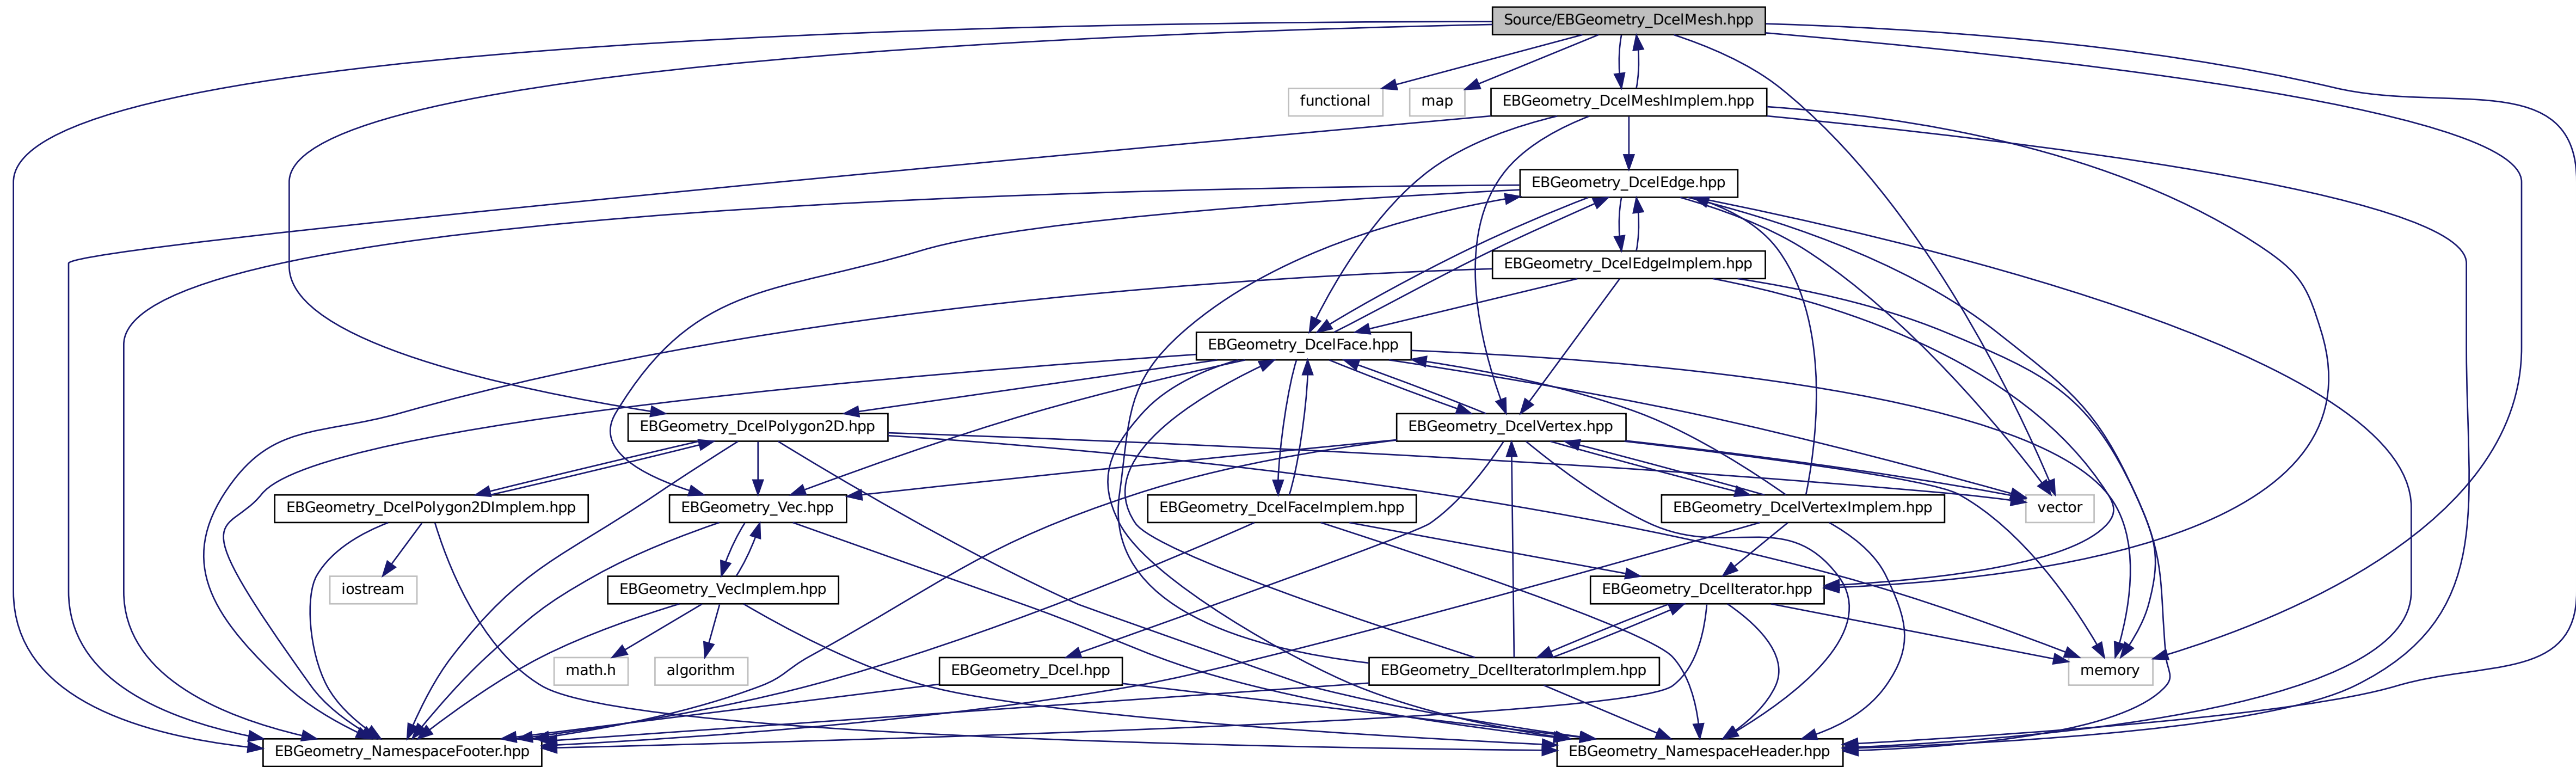 Source/EBGeometry_DcelMesh.hpp
functional
map
EBGeometry_DcelMeshImplem.hpp
EBGeometry_DcelEdge.hpp
EBGeometry_DcelEdgeImplem.hpp
EBGeometry_DcelFace.hpp
EBGeometry_DcelPolygon2D.hpp
EBGeometry_DcelVertex.hpp
EBGeometry_DcelPolygon2DImplem.hpp
EBGeometry_Vec.hpp
EBGeometry_DcelFaceImplem.hpp
EBGeometry_DcelVertexImplem.hpp
vector
iostream
EBGeometry_VecImplem.hpp
EBGeometry_DcelIterator.hpp
math.h
algorithm
EBGeometry_Dcel.hpp
EBGeometry_DcelIteratorImplem.hpp
memory
EBGeometry_NamespaceFooter.hpp
EBGeometry_NamespaceHeader.hpp